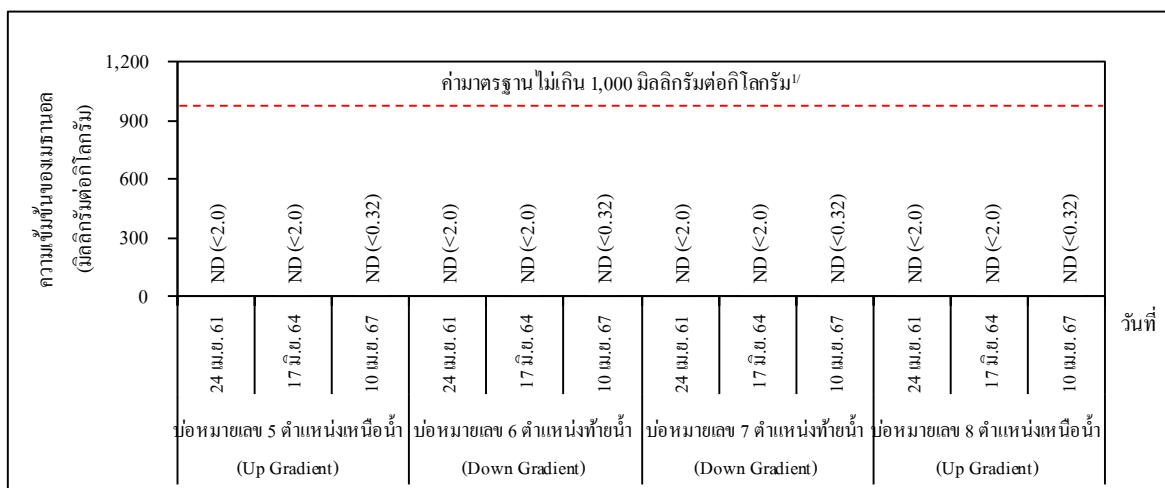 1,200
ค่ามาตรฐานไม่เกิน 1,000 มิลลิกรัมต่อกิโลกรัม1/
900
600
300
0
ความเข้มข้นของเมธานอล
(มิลลิกรัมต่อกิโลกรัม)
ND (<2.0)
ND (<2.0)
ND (<0.32)
ND (<2.0)
ND (<2.0)
ND (<0.32)
ND (<2.0)
ND (<2.0)
ND (<0.32)
ND (<2.0)
ND (<2.0)
ND (<0.32)
วันที่
24 เม.ย. 61
17 มิ.ย. 64
10 เม.ย. 67
24 เม.ย. 61
17 มิ.ย. 64
10 เม.ย. 67
24 เม.ย. 61
17 มิ.ย. 64
10 เม.ย. 67
24 เม.ย. 61
17 มิ.ย. 64
10 เม.ย. 67
บ่อหมายเลข 5 ตำแหน่งเหนือน้ำ
(Up Gradient)
บ่อหมายเลข 6 ตำแหน่งท้ายน้ำ
(Down Gradient)
บ่อหมายเลข 7 ตำแหน่งท้ายน้ำ
(Down Gradient)
บ่อหมายเลข 8 ตำแหน่งเหนือน้ำ
(Up Gradient)